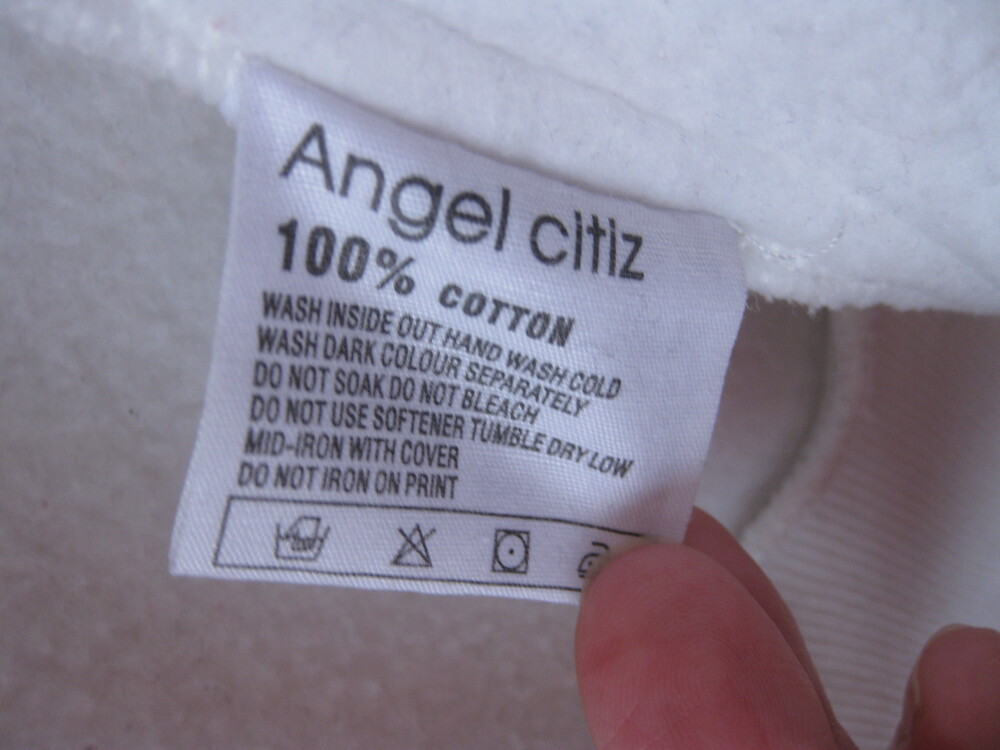 Angel citiz
100% COTTON
WASH INSIDE OUT HAND WASH COLD
WASH DARK COLOUR SEPARATELY
DO NOT SOAK DO NOT BLEACH
DO NOT USE SOFTENER TUMBLE DRY LOW
MID-IRON WITH COVER
DO NOT IRON ON PRINT